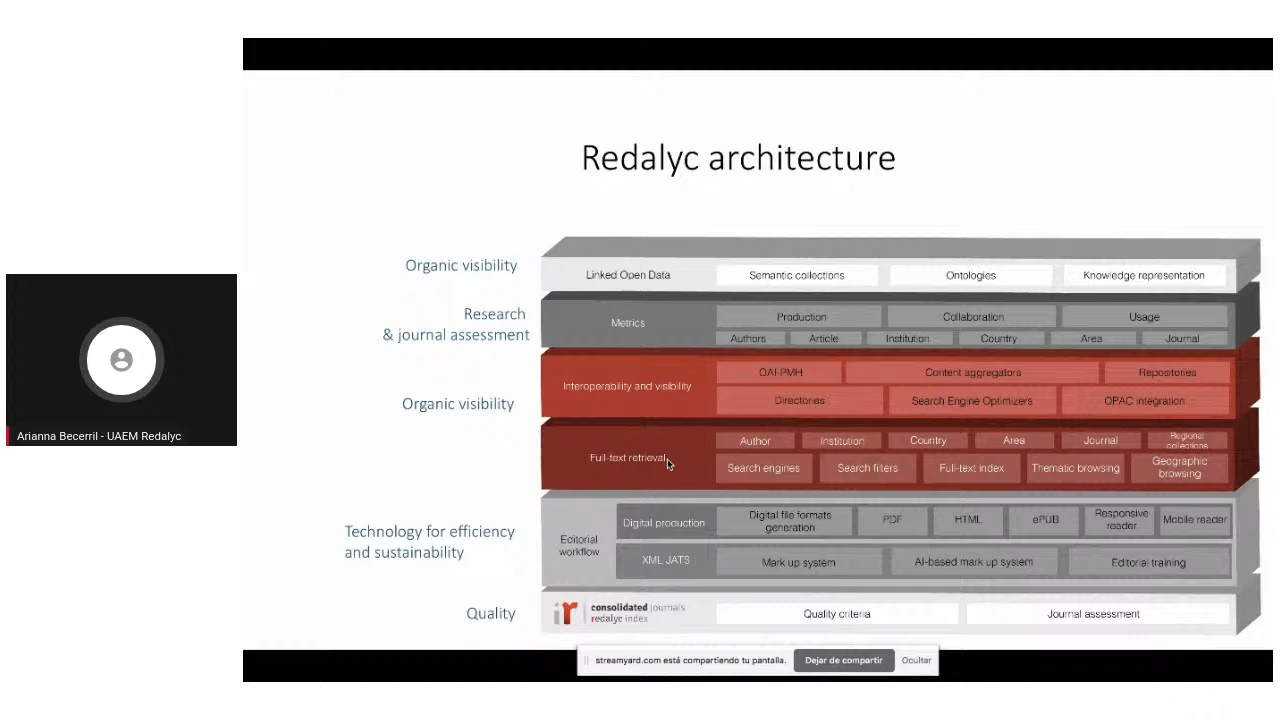 Redalyc architecture
Organic visibility
Linked Open Data
Semantic collections
Ontologies
Knowledge representation
Research
& journal assessment
Metrics
Production
Collaboration
Usage
Authors
Article
Institution
Country
Area
Journal
Organic visibility
Interoperability and visibility
OAI-PMH
Content aggregators
Repositories
Directories
Search Engine Optimizers
OPAC integration
Full-text retrieval
Author
Institution
Country
Area
Journal
Regional
collections
Search engines
Search filters
Full-text index
Thematic browsing
Geographic
browsing
Technology for efficiency
and sustainability
Editorial
workflow
Digital production
Digital file formats
generation
PDF
HTML
ePUB
Responsive
reader
Mobile reader
XML JATS
Mark up system
AI-based mark up system
Editorial training
Quality
ir
consolidated journals
redalyc index
Quality criteria
Journal assessment
Arianna Becerril - UAEM Redalyc
streamyard.com está compartiendo tu pantalla.
Dejar de compartir
Ocultar